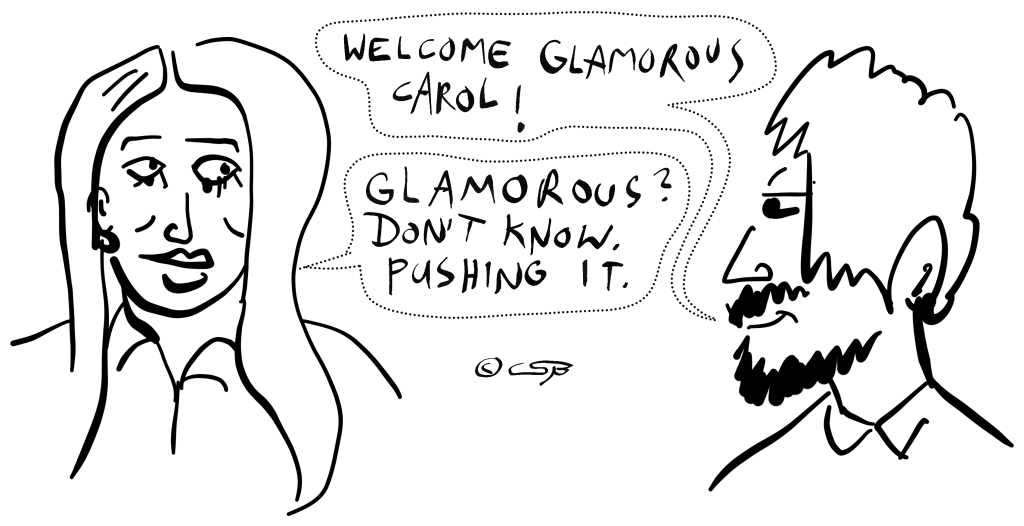 WELCOME GLAMOROUS
CAROL!
GLAMOROUS?
DON'T KNOW.
PUSHING IT.
© CSB